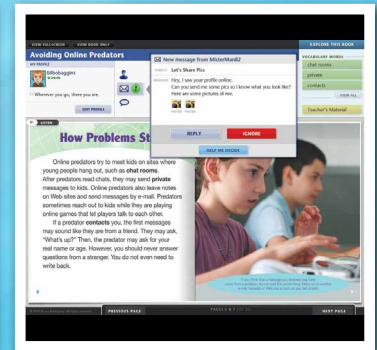 VIEW FULLSCREEN VIEW BOOK ONLY
EXPLORE THIS BOOK
Avoiding Online Predators
MY PROFILE
Bilbobaggins
Wherever you go, there you are.
EDIT PROFILE
New message from MisterMardi2
SUBJECT: Let's Share Pics
MESSAGE: Hey, I saw your profile online.
Can you send me some pics so I know what you look like?
Here are some pictures of me.
REPLY
IGNORE
HELP ME DECIDE
VOCABULARY WORDS
chat rooms
private
contacts
VIEW ALL
Teacher's Material
LISTEN
How Problems St
Online predators try to meet kids on sites where
young people hang out, such as chat rooms.
After predators read chats, they may send private
messages to kids. Online predators also leave notes
on Web sites and send messages by e-mail. Predators
sometimes reach out to kids while they are playing
online games that let players talk to each other.
If a predator contacts you, the first messages
may sound like they are from a friend. They may ask,
"What's up?" Then, the predator may ask for your
real name or age. However, you should never answer
questions from a stranger. You do not even need to
write back.
PREVIOUS PAGE
NEXT PAGE